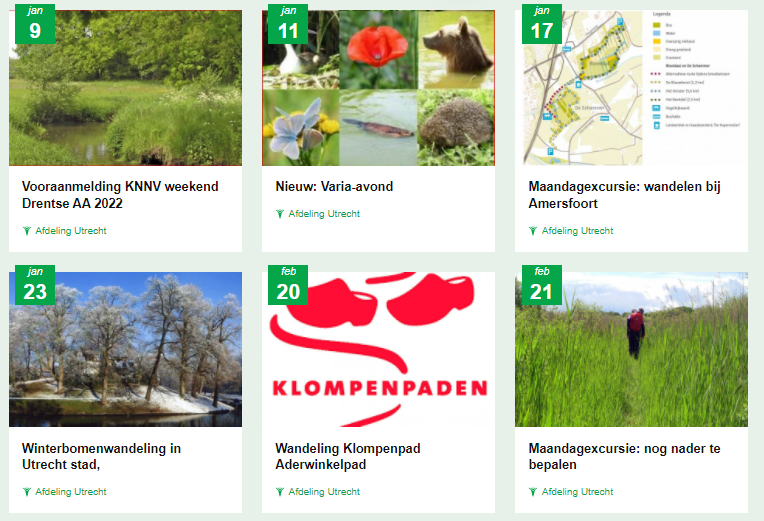 jan
9
Vooraanmelding KNNV weekend
Drentse AA 2022
Afdeling Utrecht
jan
11
Nieuw: Varia-avond
Afdeling Utrecht
jan
17
Legenda
De Schammer
Maandagexcursie: wandelen bij
Amersfoort
Afdeling Utrecht
jan
23
Winterbomenwandeling in
Utrecht stad,
Afdeling Utrecht
feb
20
KLOMPENPADEN
Wandeling Klompenpad
Aderwinkelpad
Afdeling Utrecht
feb
21
Maandagexcursie: nog nader te
bepalen
Afdeling Utrecht